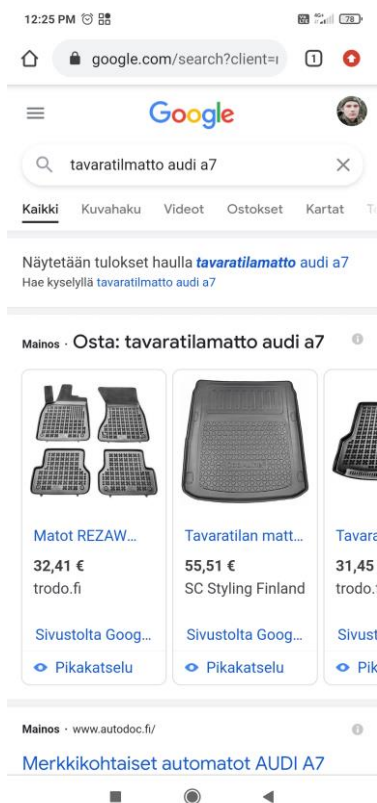 12:25 PM
4G+
78
google.com/search?client=
1
Google
tavaratilmatto audi a7
Kaikki Kuvahaku Videot Ostokset Kartat
Näytetään tulokset haulla tavaratilamatto audi a7
Hae kyselyllä tavaratilmatto audi a7
Mainos · Osta: tavaratilamatto audi a7
Matot REZAW...
32,41 €
trodo.fi
Sivustolta Goog...
Pikakatselu
Tavaratilan matt...
55,51 €
SC Styling Finland
Sivustolta Goog...
Pikakatselu
Tavara
31,45
trodo.
Sivust
Pik
Mainos · www.autodoc.fi/
Merkkikohtaiset automatot AUDI A7